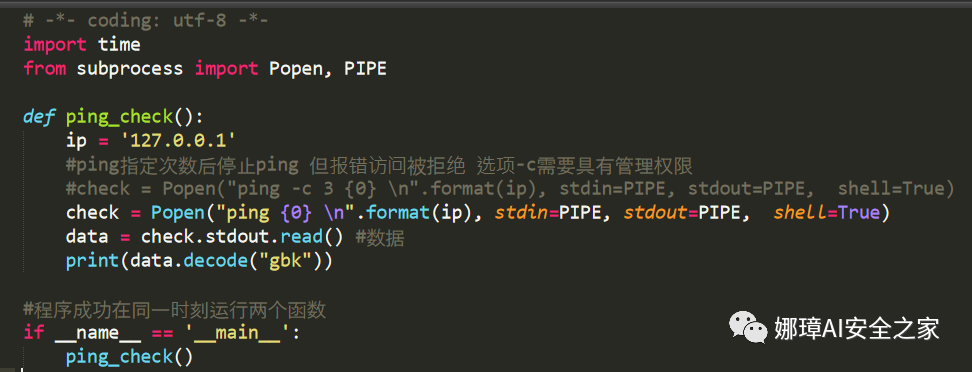 # -*- coding: utf-8 -*-
import time
from subprocess import Popen, PIPE
def ping_check():
    ip = '127.0.0.1'
    #ping指定次数后停止ping 但报错访问被拒绝 选项-c需要具有管理权限
    #check = Popen("ping -c 3 {0} \n".format(ip), stdin=PIPE, stdout=PIPE,  shell=True)
    check = Popen("ping {0} \n".format(ip), stdin=PIPE, stdout=PIPE,  shell=True)
    data = check.stdout.read() #数据
    print(data.decode("gbk"))
#程序成功在同一时刻运行两个函数
if __name__ == '__main__':
    ping_check()
娜璋AI安全之家